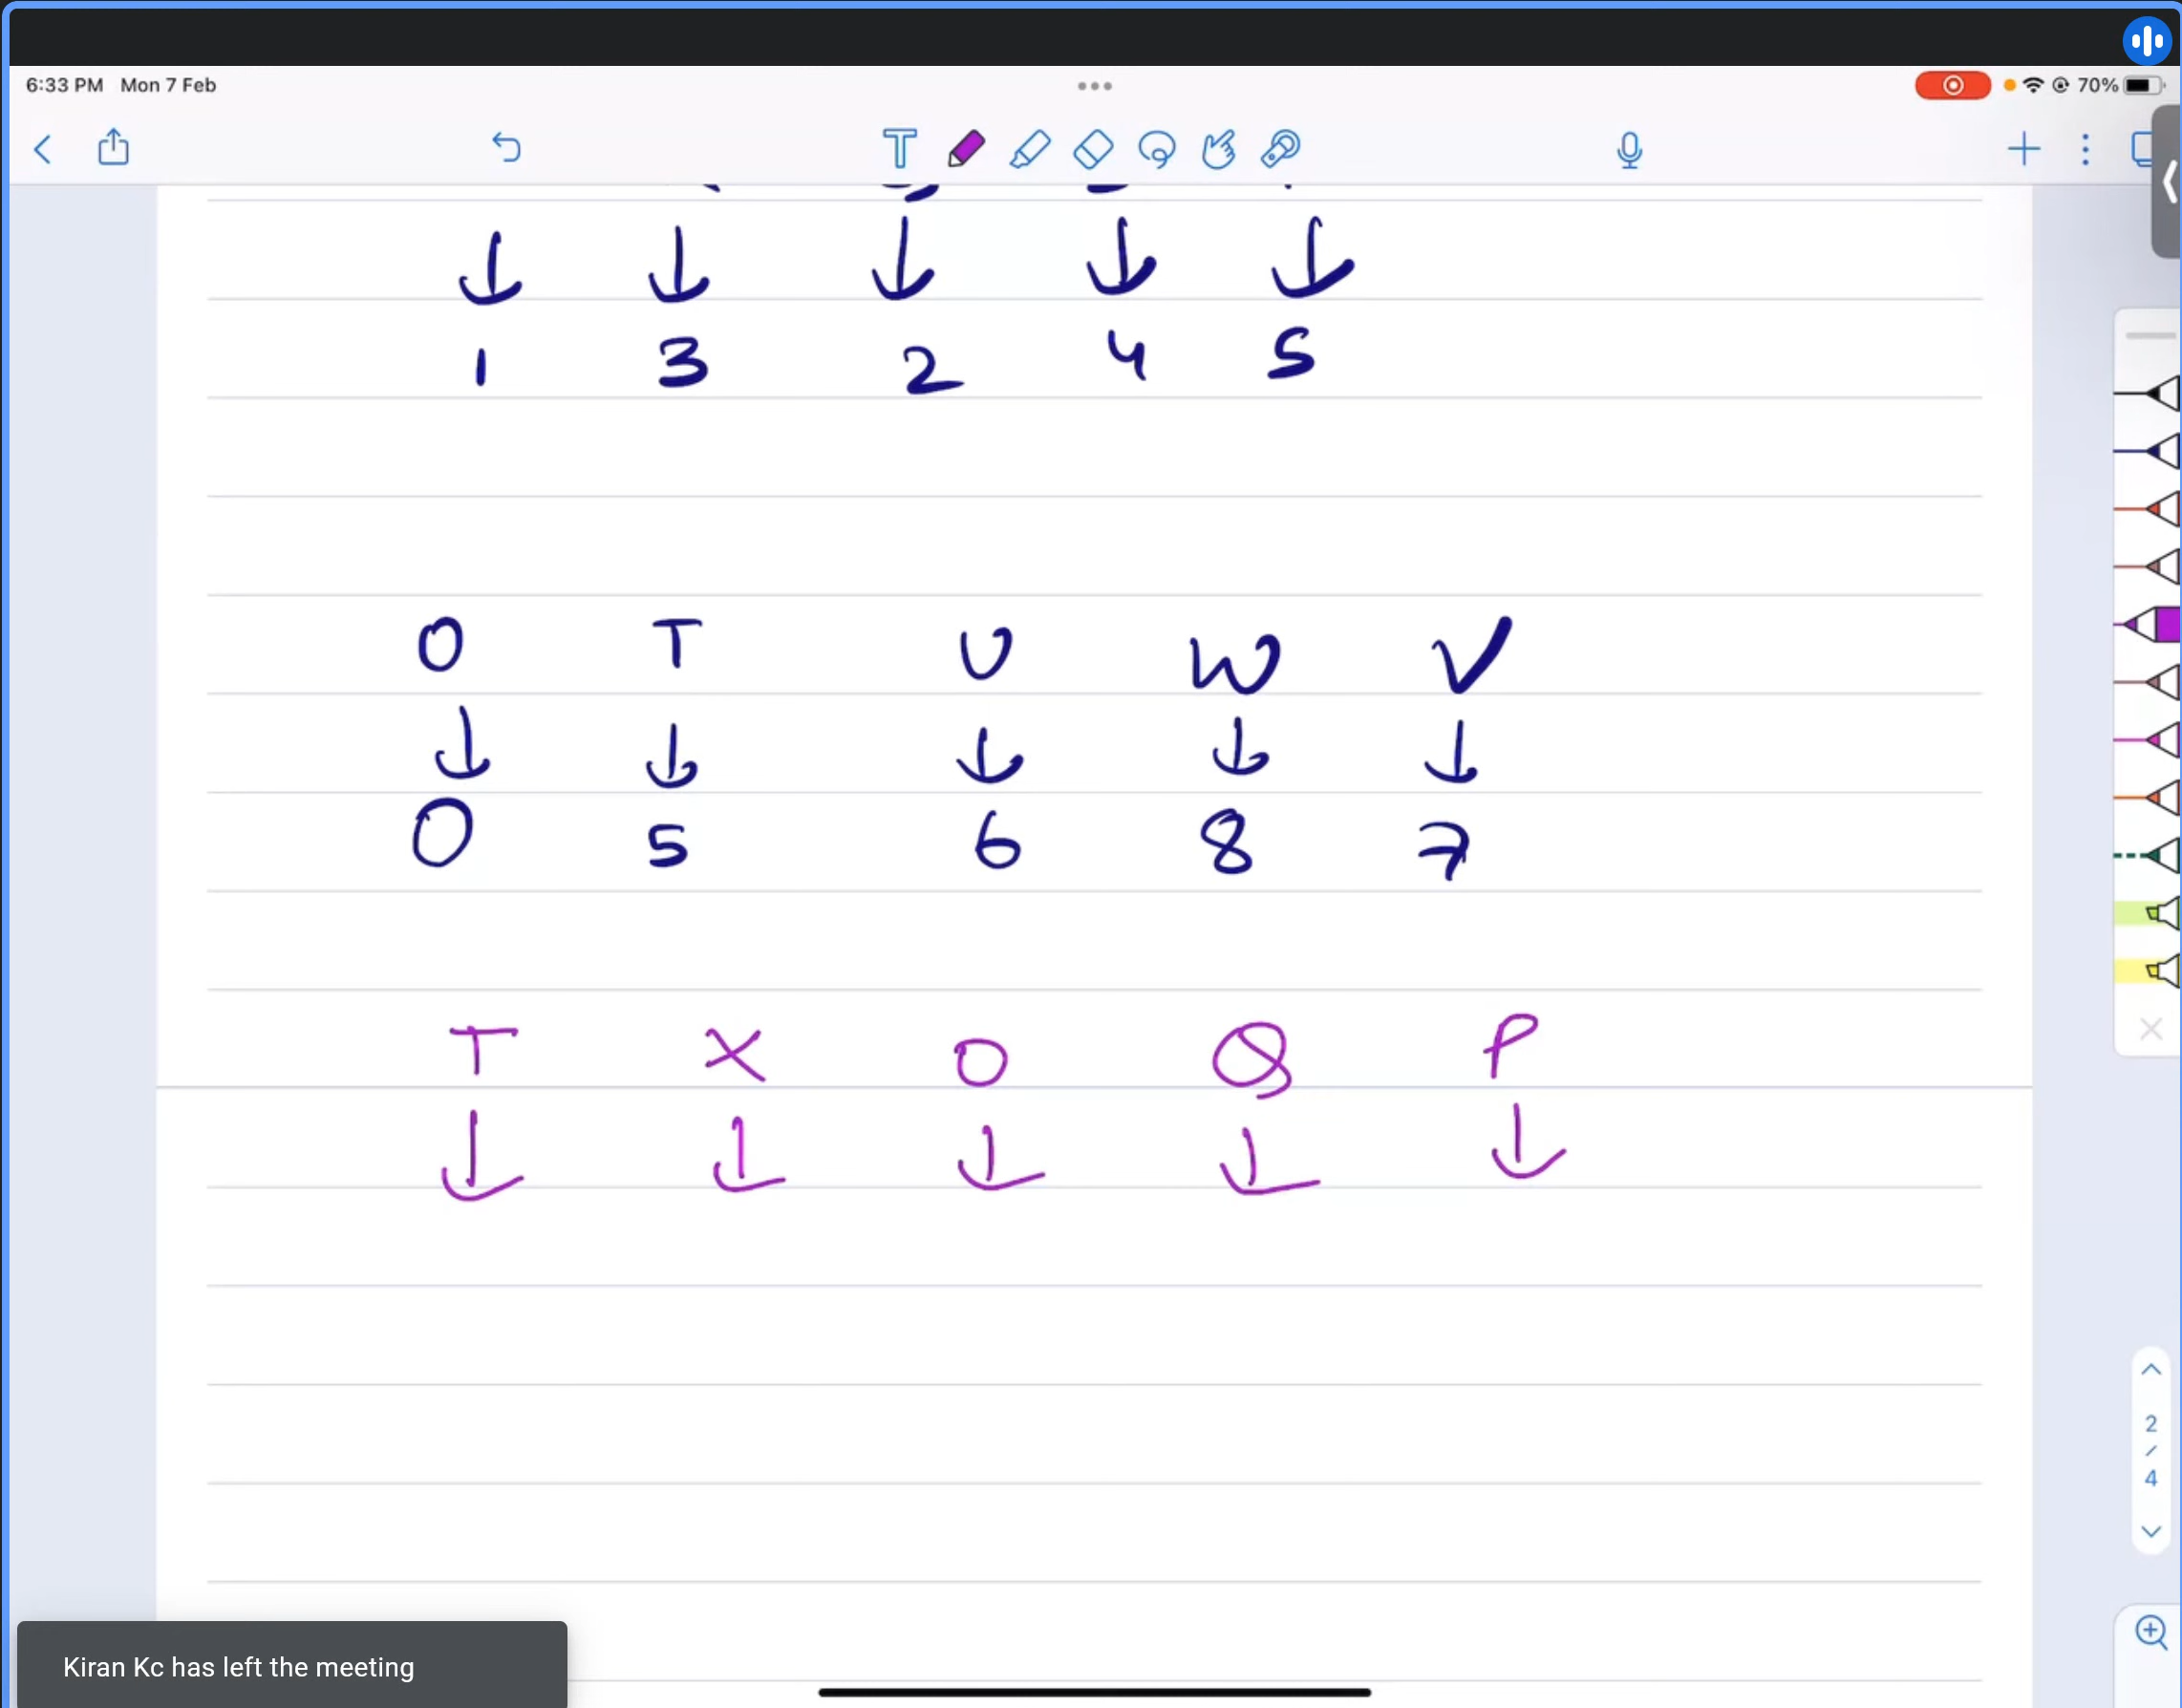 6:33 PM Mon 7 Feb 70%
T
↓ ↓ ↓ ↓ ↓
1 3 2 4 5
O T U W V
↓ ↓ ↓ ↓ ↓
0 5 6 8 7
T X O Q P
↓ ↓ ↓ ↓ ↓
2
/
4
Kiran Kc has left the meeting